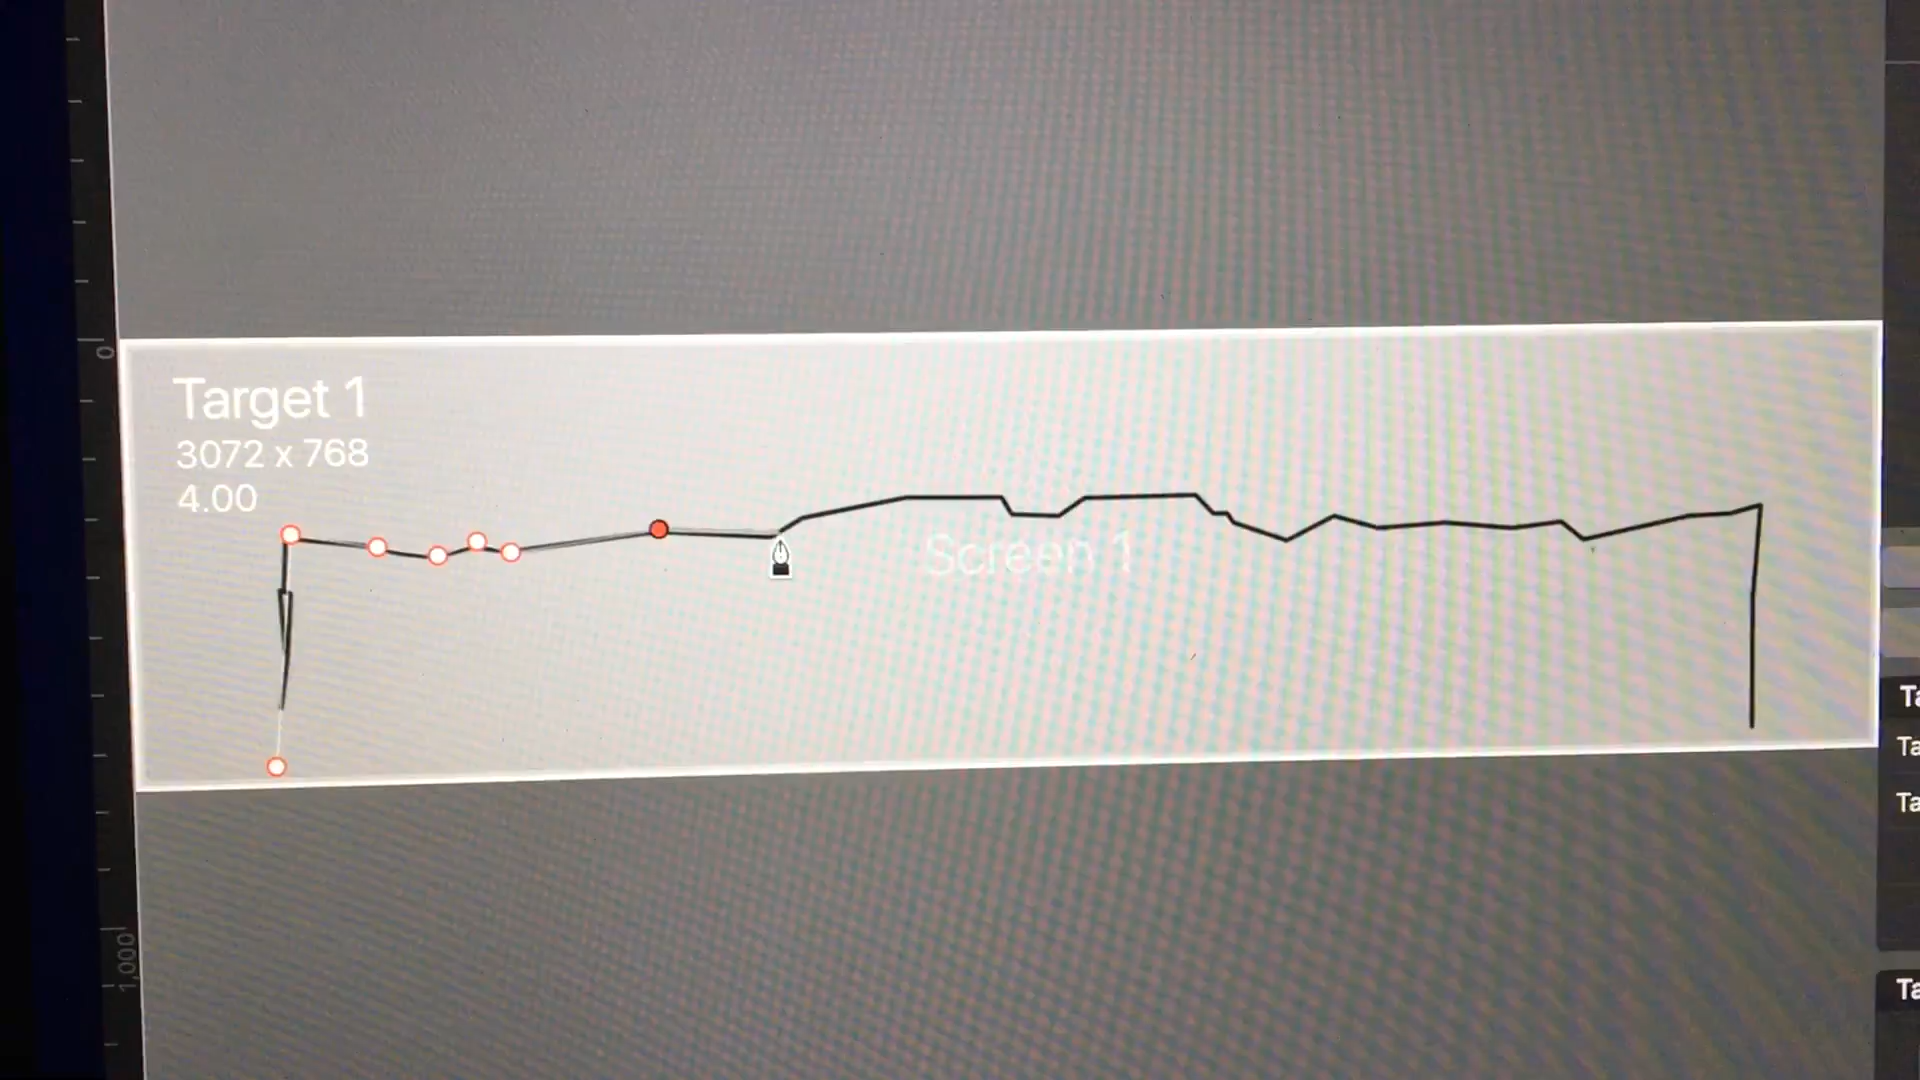 0
Target 1
3072 x 768
4.00
Screen 1
Ta
Ta
Ta
1,000
Ta